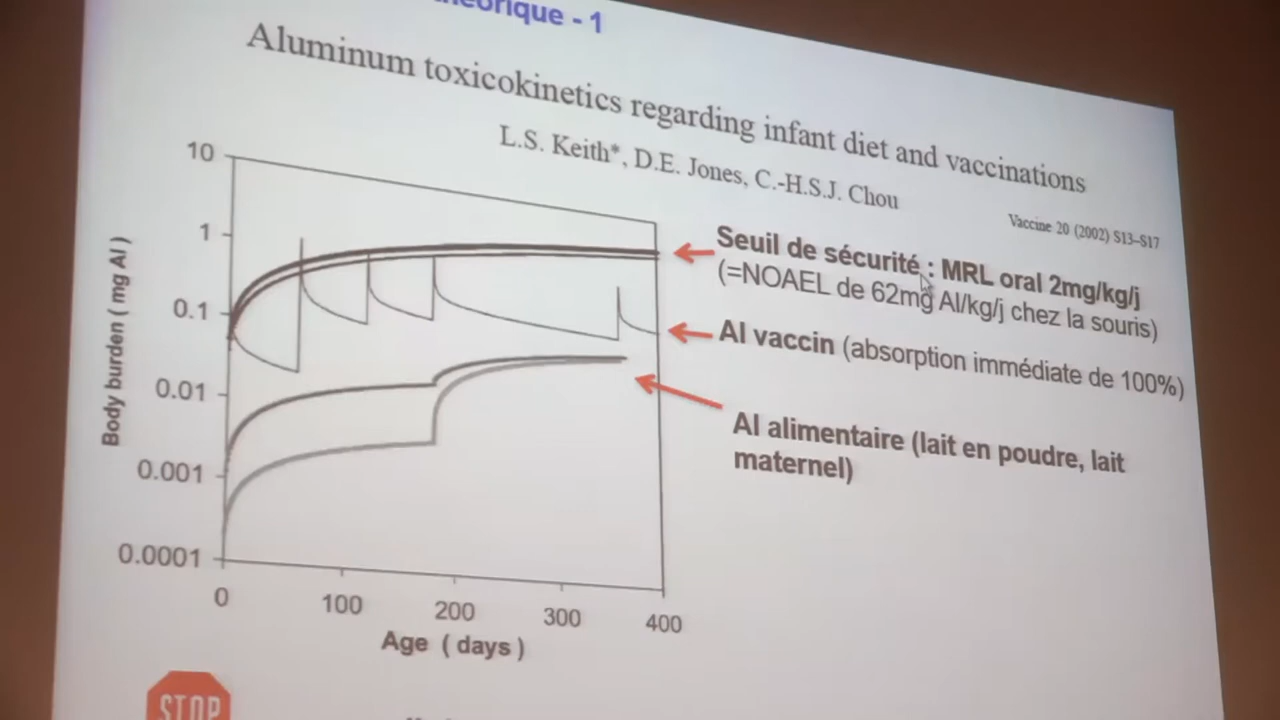 théorique - 1
Aluminum toxicokinetics regarding infant diet and vaccinations
L.S. Keith*, D.E. Jones, C.-H.S.J. Chou
Vaccine 20 (2002) S13–S17
10
1
0.1
0.01
0.001
0.0001
Body burden ( mg Al )
0
100
200
300
400
Age ( days )
Seuil de sécurité : MRL oral 2mg/kg/j
(=NOAEL de 62mg Al/kg/j chez la souris)
Al vaccin (absorption immédiate de 100%)
Al alimentaire (lait en poudre, lait
maternel)
STOP